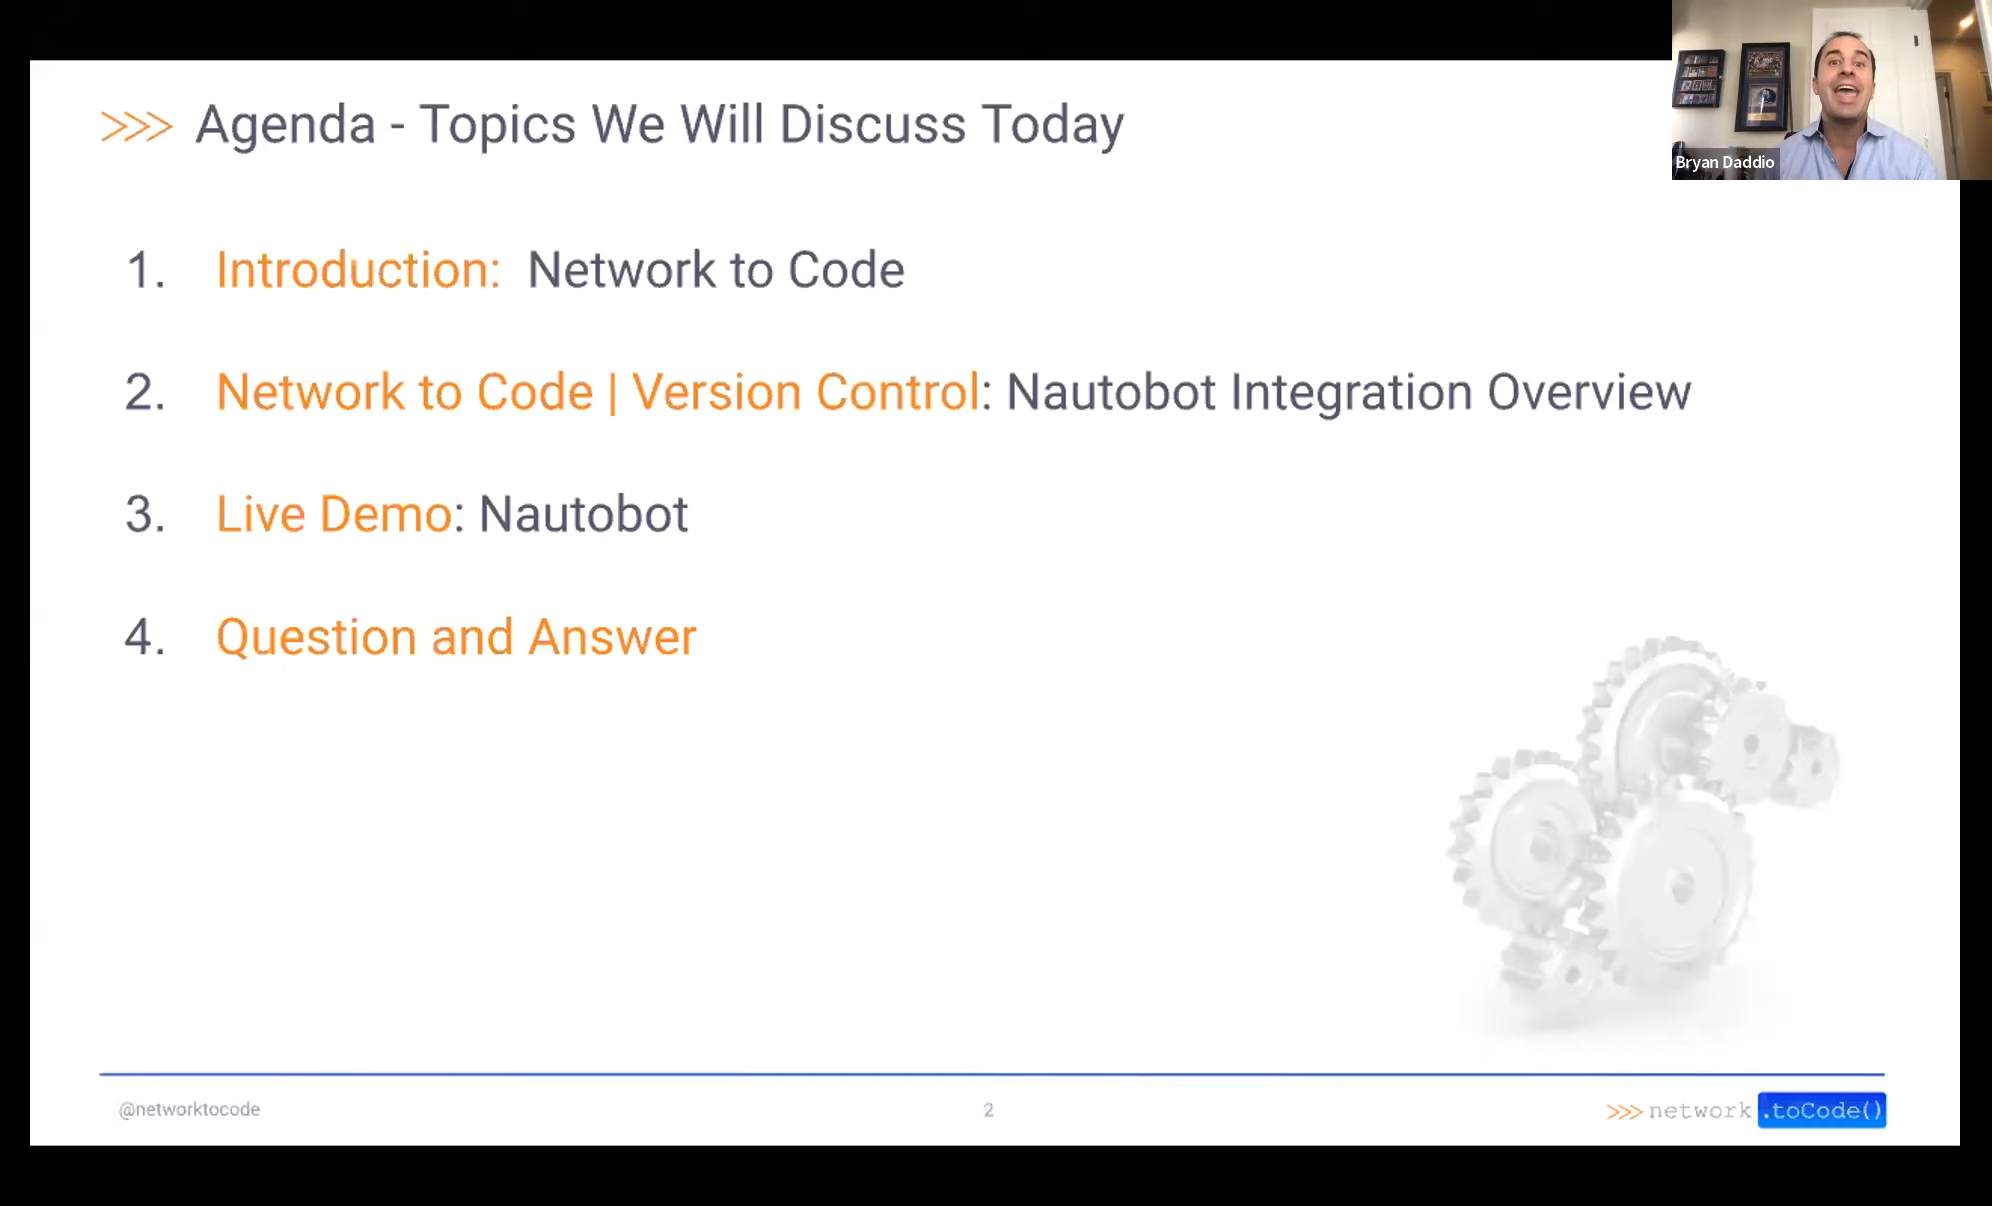 >>> Agenda - Topics We Will Discuss Today
Bryan Daddio
1. Introduction: Network to Code
2. Network to Code | Version Control: Nautobot Integration Overview
3. Live Demo: Nautobot
4. Question and Answer
@networktocode
2
>>> network .toCode()